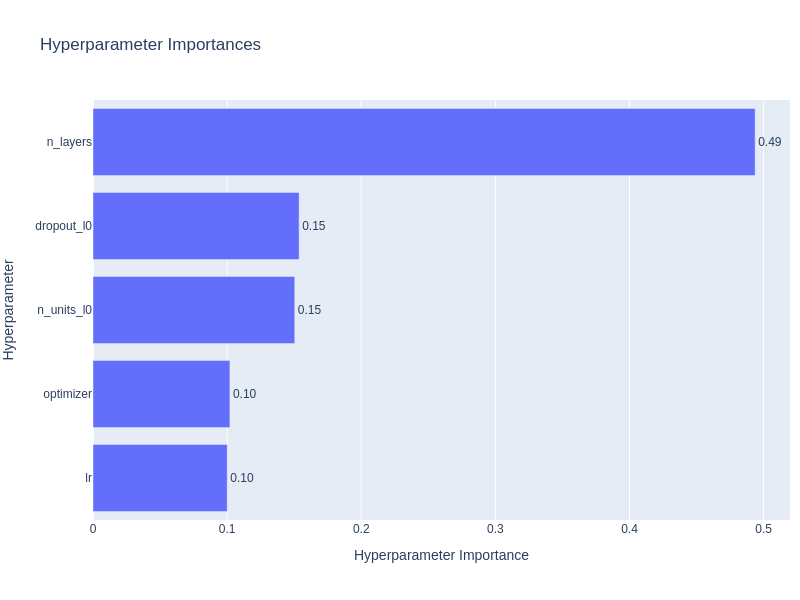 Hyperparameter Importances
Hyperparameter
n_layers 0.49
dropout_l0 0.15
n_units_l0 0.15
optimizer 0.10
lr 0.10
0 0.1 0.2 0.3 0.4 0.5
Hyperparameter Importance